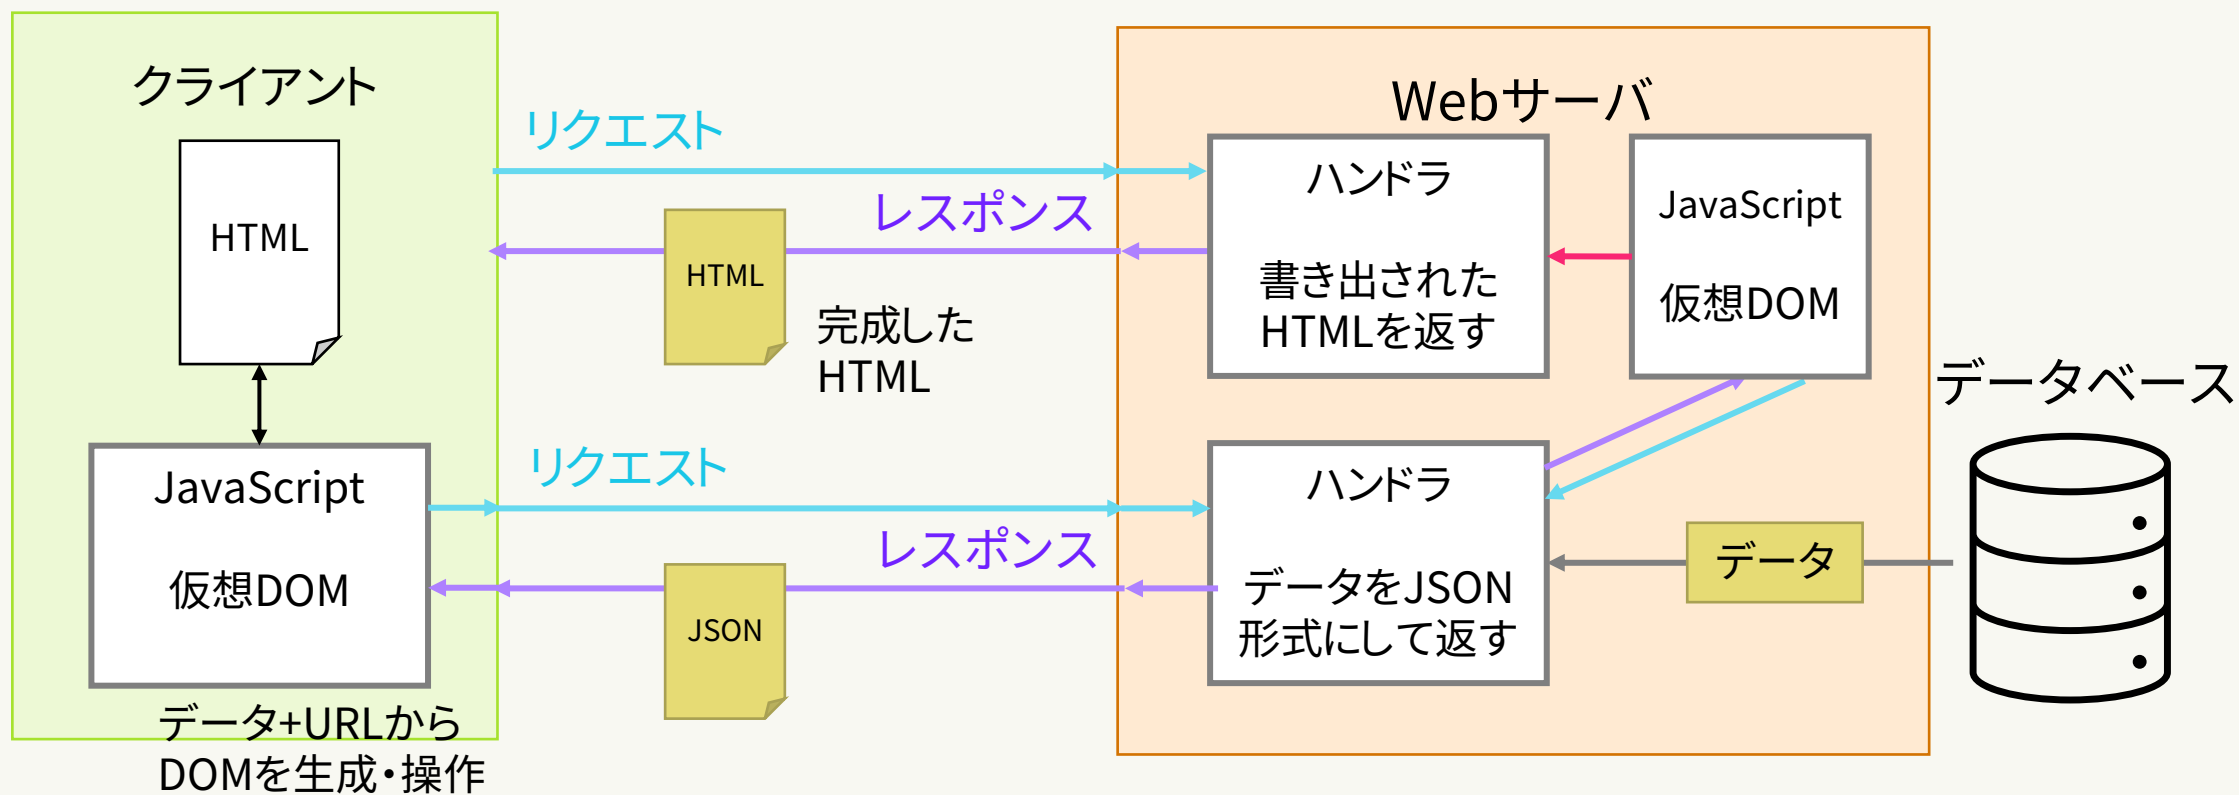 クライアント
HTML
JavaScript
仮想DOM
データ+URLから
DOMを生成・操作
リクエスト
レスポンス
HTML
完成した
HTML
リクエスト
レスポンス
JSON
Webサーバ
ハンドラ
書き出された
HTMLを返す
JavaScript
仮想DOM
ハンドラ
データをJSON
形式にして返す
データ
データベース